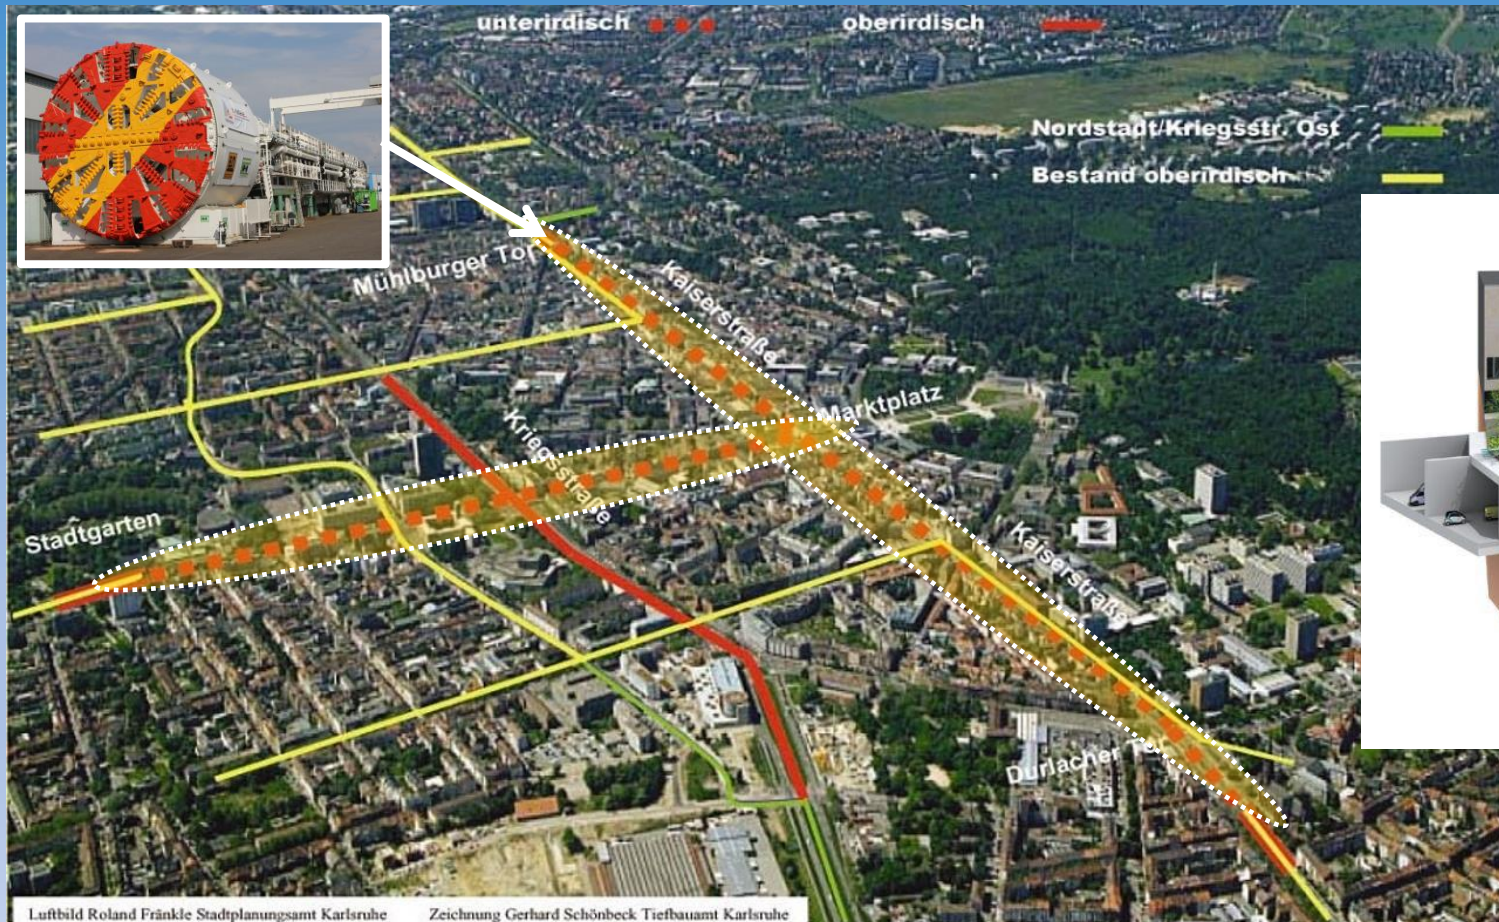 unterirdisch
oberirdisch
Nordstadt/Kriegsstr. Ost
Bestand oberirdisch
Mühlburger Tor
Kaiserstraße
Marktplatz
Kriegsstraße
Stadtgarten
Kaiserstraße
Durlacher Tor
Luftbild Roland Fränkle Stadtplanungsamt Karlsruhe Zeichnung Gerhard Schönbeck Tiefbauamt Karlsruhe